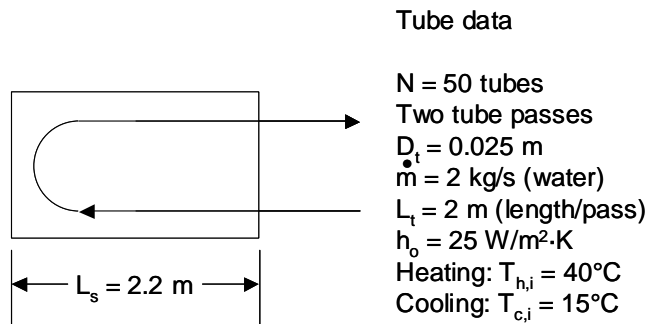 Tube data
N = 50 tubes
Two tube passes
Dₜ = 0.025 m
ṁ = 2 kg/s (water)
Lₜ = 2 m (length/pass)
hₒ = 25 W/m²·K
Heating: Tₕ,ᵢ = 40°C
Cooling: T_c,i = 15°C
Lₛ = 2.2 m